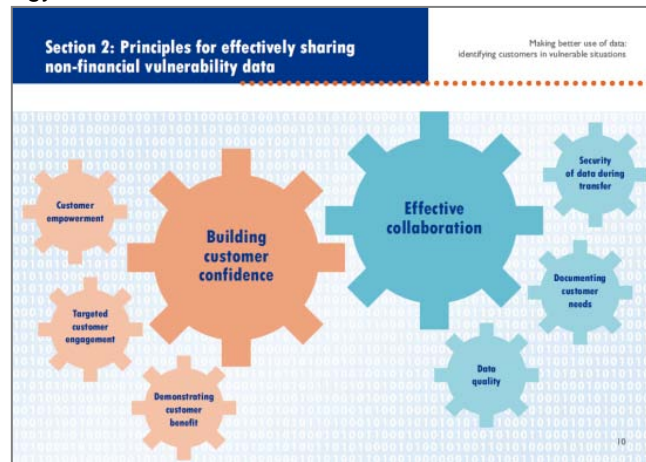 gy
Section 2: Principles for effectively sharing
non-financial vulnerability data
Making better use of data:
identifying customers in vulnerable situations
Customer
empowerment
Building
customer
confidence
Targeted
customer
engagement
Demonstrating
customer
benefit
Effective
collaboration
Security
of data during
transfer
Documenting
customer
needs
Data
quality
10